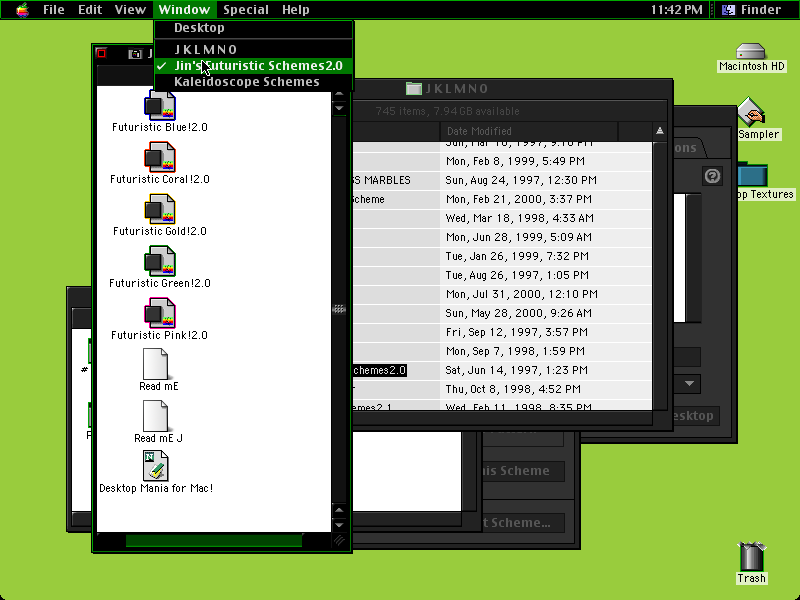 File Edit View Window Special Help 11:42 PM Finder
Desktop
J K L M N O
✓ Jin's Futuristic Schemes2.0
Kaleidoscope Schemes
J K L M N O
745 items, 7.94 GB available
Date Modified
Futuristic Blue!2.0
Futuristic Coral!2.0
Futuristic Gold!2.0
Futuristic Green!2.0
Futuristic Pink!2.0
Read mE
Read mE J
Desktop Mania for Mac!
Sun, Mar 16, 1997, 9:16 PM
Mon, Feb 8, 1999, 5:49 PM
SS MARBLES Sun, Aug 24, 1997, 12:30 PM
Scheme Mon, Feb 21, 2000, 3:37 PM
Wed, Mar 18, 1998, 4:33 AM
Mon, Jun 28, 1999, 5:09 AM
Tue, Jan 26, 1999, 7:32 PM
Tue, Aug 26, 1997, 1:05 PM
Mon, Jul 31, 2000, 12:10 PM
Sun, May 28, 2000, 9:26 AM
Fri, Sep 12, 1997, 3:57 PM
Mon, Sep 7, 1998, 1:59 PM
chemes2.0 Sat, Jun 14, 1997, 1:23 PM
Thu, Oct 8, 1998, 4:52 PM
emes2.1 Wed, Feb 11, 1998, 8:35 PM
ons
esktop
his Scheme
t Scheme...
Macintosh HD
Sampler
op Textures
Trash